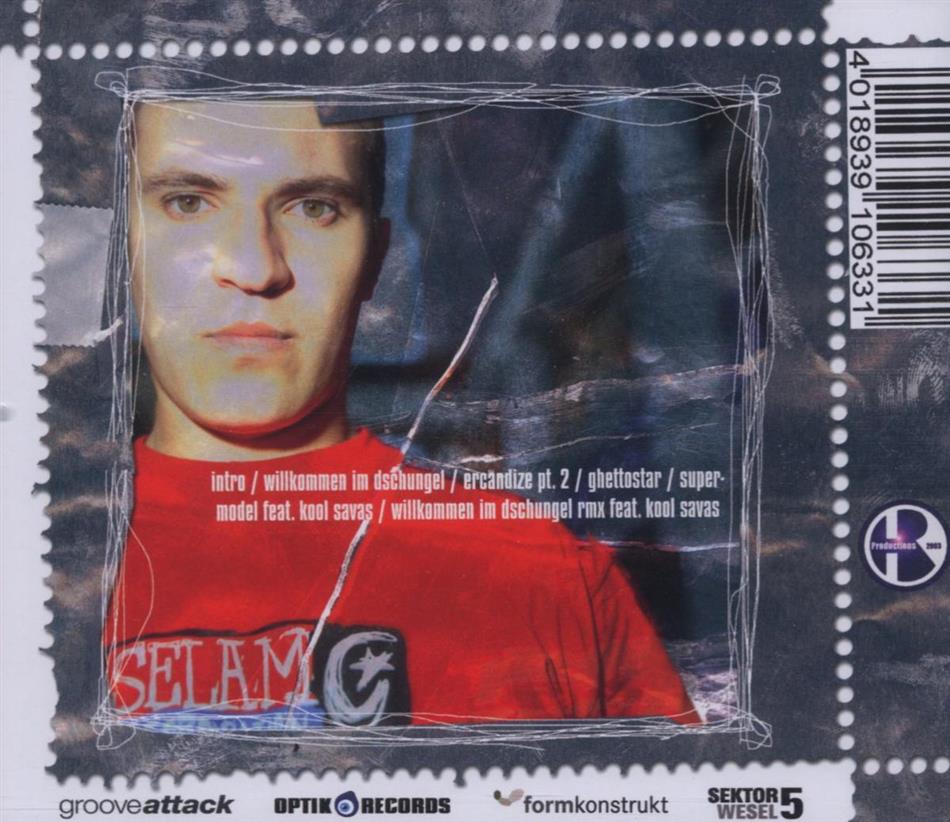 4 018939 106331
intro / willkommen im dschungel / ercandize pt. 2 / ghettostar / super-
model feat. kool savas / willkommen im dschungel rmx feat. kool savas
Productions 2003
SELAM
grooveattack OPTIK RECORDS formkonstrukt SEKTOR 5
WESEL